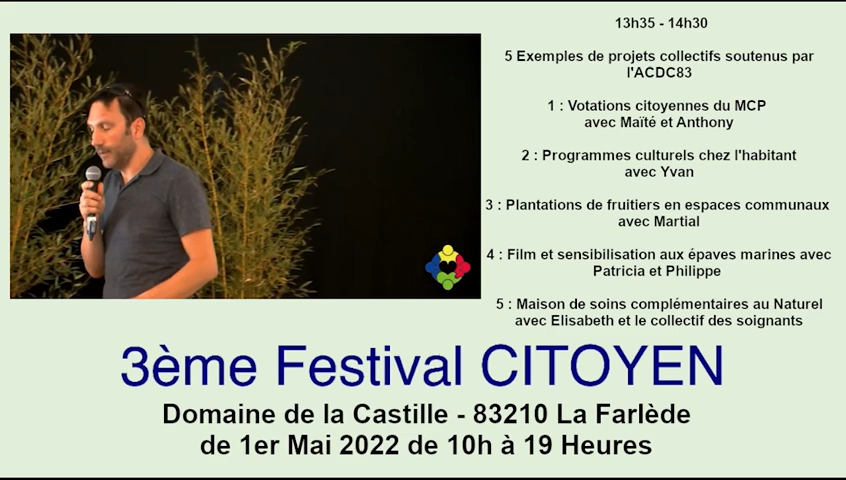 13h35 - 14h30
5 Exemples de projets collectifs soutenus par
l'ACDC83
1 : Votations citoyennes du MCP
avec Maïté et Anthony
2 : Programmes culturels chez l'habitant
avec Yvan
3 : Plantations de fruitiers en espaces communaux
avec Martial
4 : Film et sensibilisation aux épaves marines avec
Patricia et Philippe
5 : Maison de soins complémentaires au Naturel
avec Elisabeth et le collectif des soignants
3ème Festival CITOYEN
Domaine de la Castille - 83210 La Farlède
de 1er Mai 2022 de 10h à 19 Heures